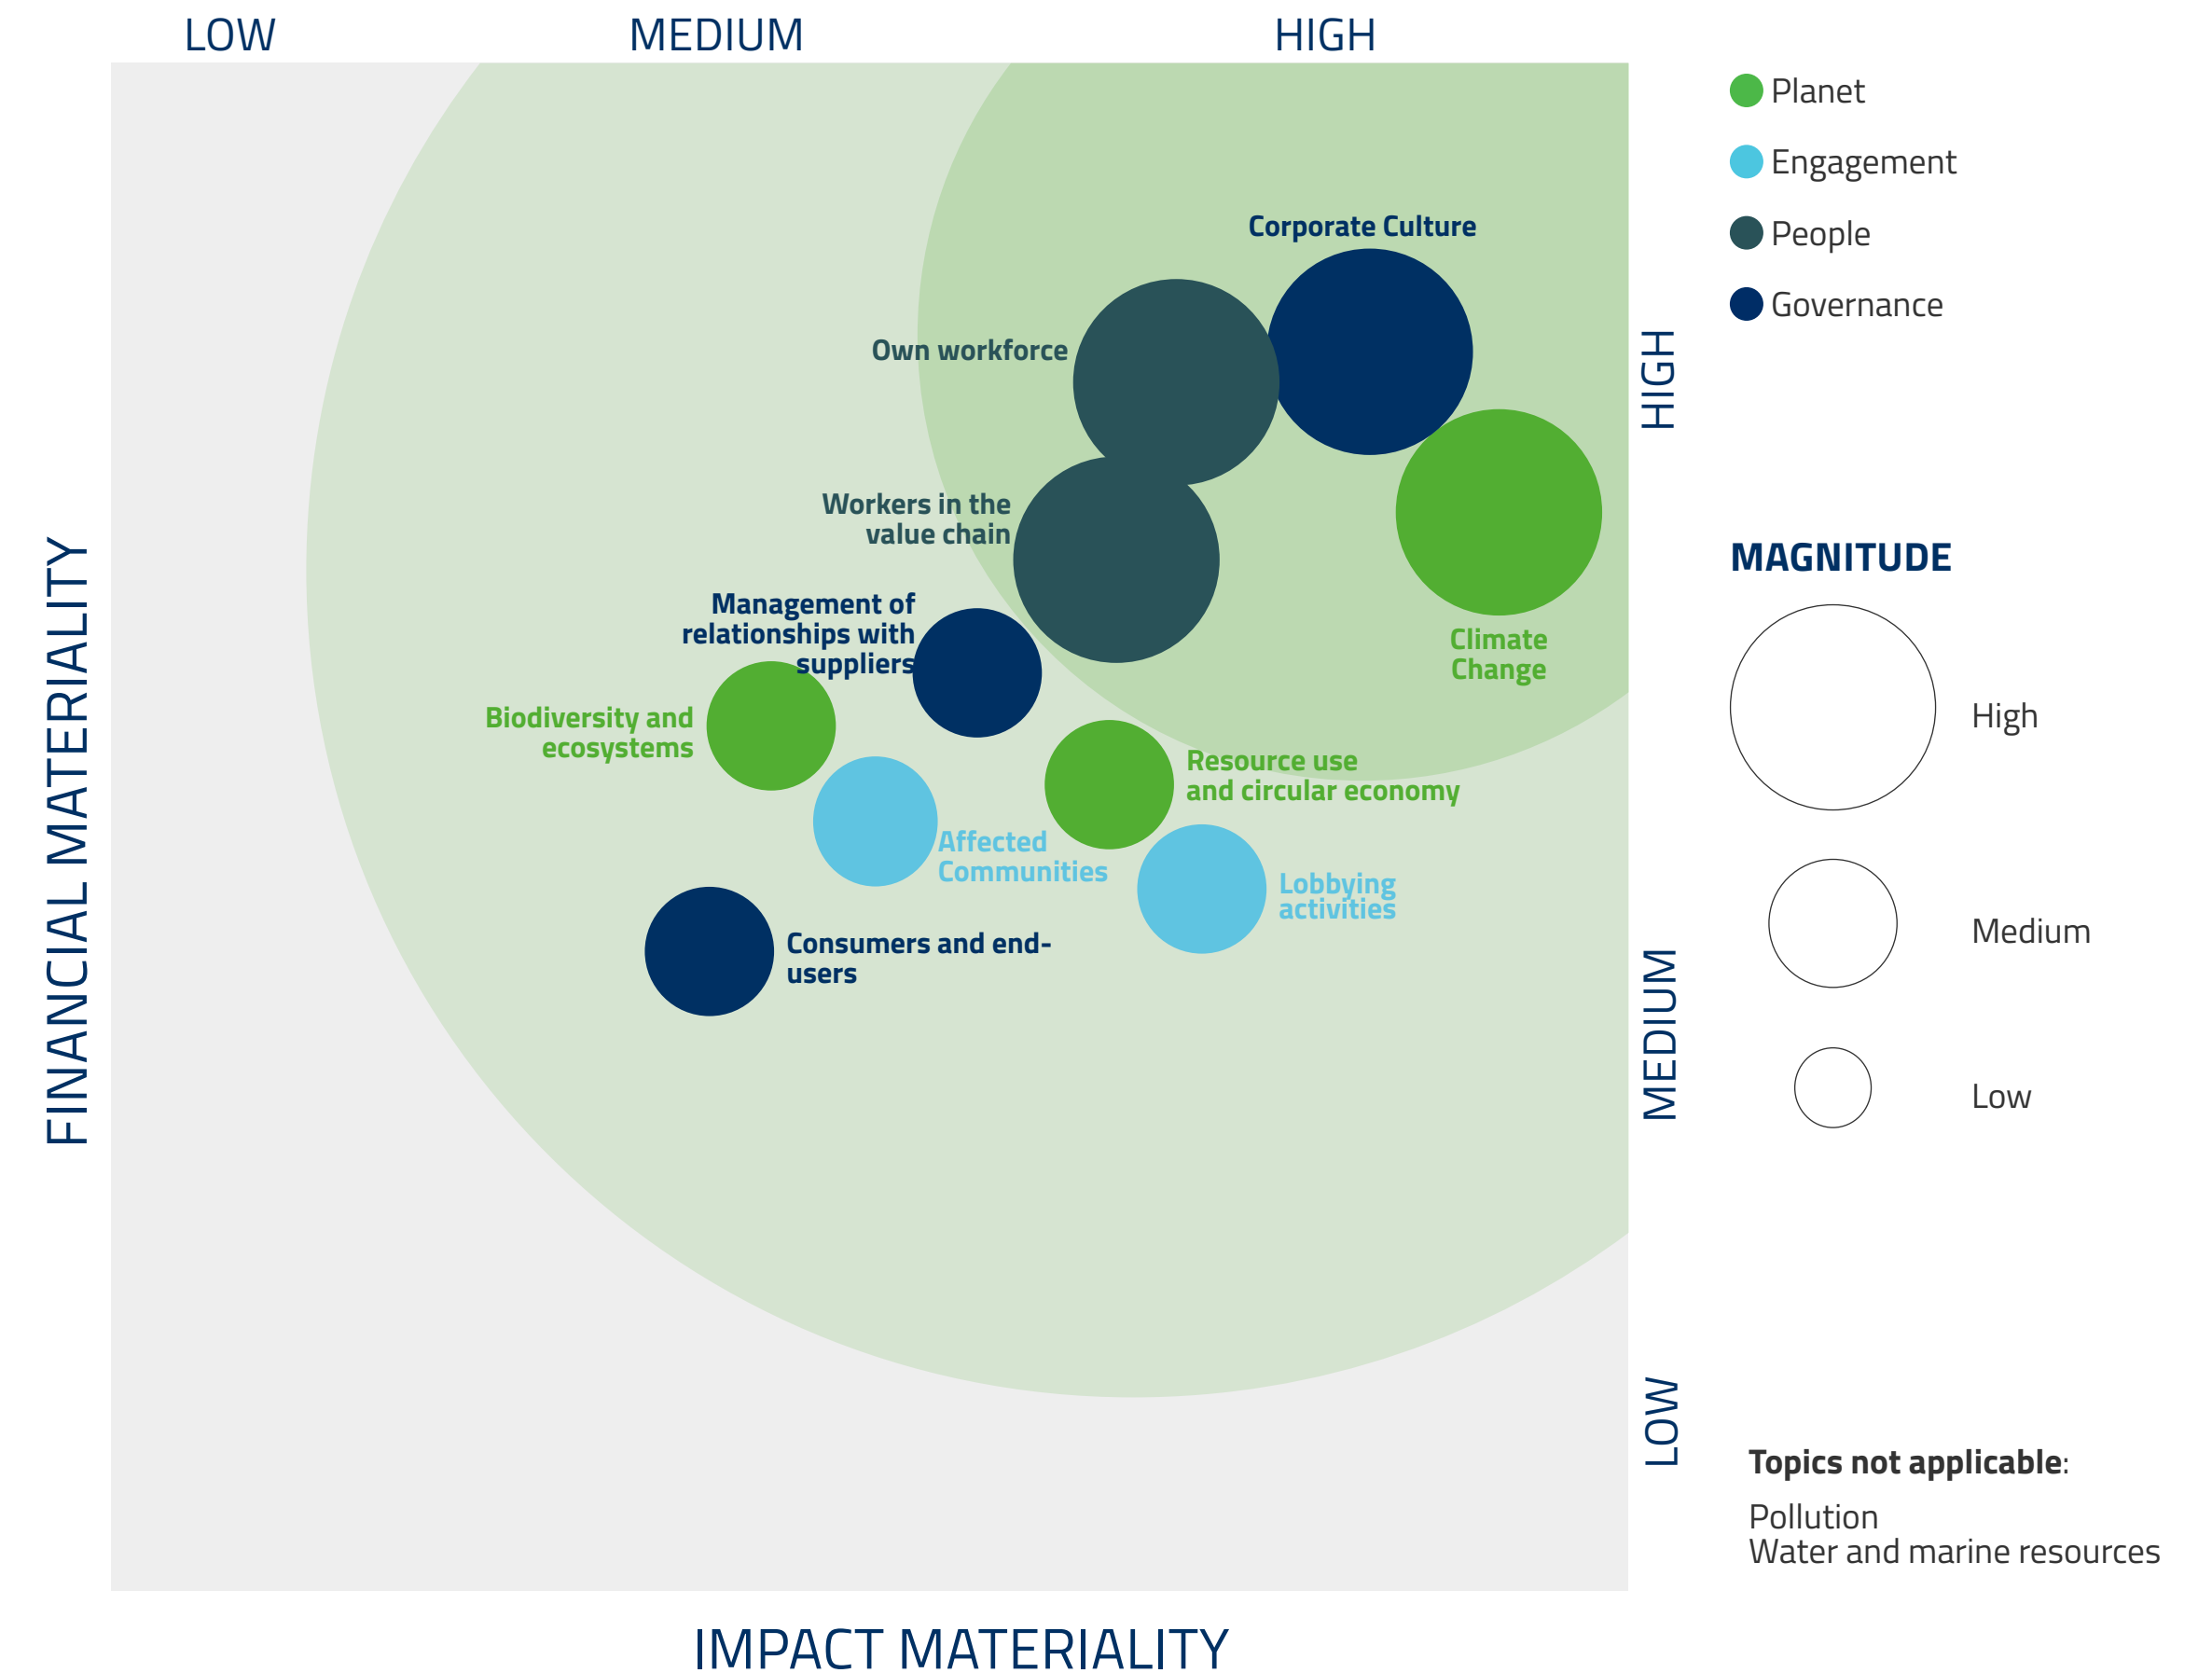 LOW
MEDIUM
HIGH
Planet
Engagement
People
Governance
Corporate Culture
Own workforce
HIGH
Workers in the
value chain
MAGNITUDE
FINANCIAL MATERIALITY
Management of
relationships with
suppliers
Climate
Change
Biodiversity and
ecosystems
High
Resource use
and circular economy
Affected
Communities
Lobbying
activities
Consumers and end-
users
Medium
MEDIUM
Low
LOW
Topics not applicable:
Pollution
Water and marine resources
IMPACT MATERIALITY